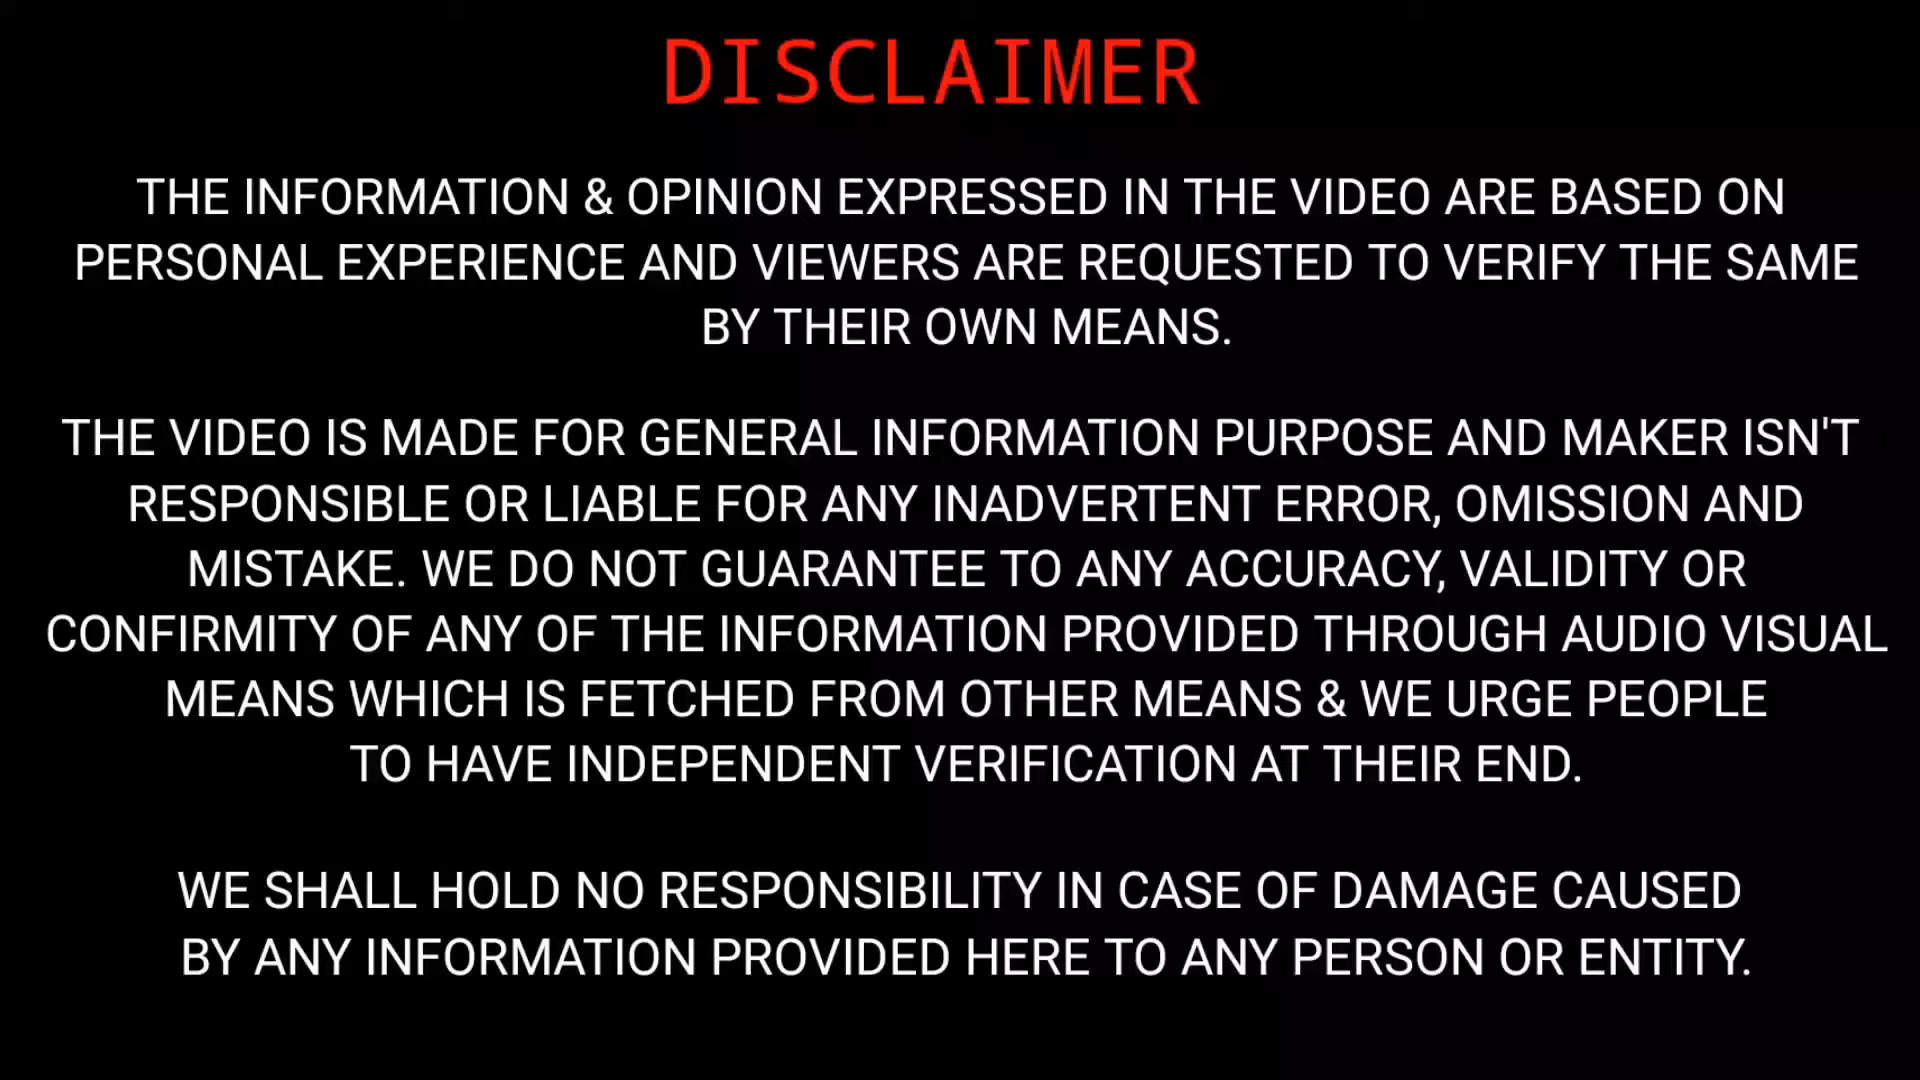 DISCLAIMER
THE INFORMATION & OPINION EXPRESSED IN THE VIDEO ARE BASED ON
PERSONAL EXPERIENCE AND VIEWERS ARE REQUESTED TO VERIFY THE SAME
BY THEIR OWN MEANS.
THE VIDEO IS MADE FOR GENERAL INFORMATION PURPOSE AND MAKER ISN'T
RESPONSIBLE OR LIABLE FOR ANY INADVERTENT ERROR, OMISSION AND
MISTAKE. WE DO NOT GUARANTEE TO ANY ACCURACY, VALIDITY OR
CONFIRMITY OF ANY OF THE INFORMATION PROVIDED THROUGH AUDIO VISUAL
MEANS WHICH IS FETCHED FROM OTHER MEANS & WE URGE PEOPLE
TO HAVE INDEPENDENT VERIFICATION AT THEIR END.
WE SHALL HOLD NO RESPONSIBILITY IN CASE OF DAMAGE CAUSED
BY ANY INFORMATION PROVIDED HERE TO ANY PERSON OR ENTITY.